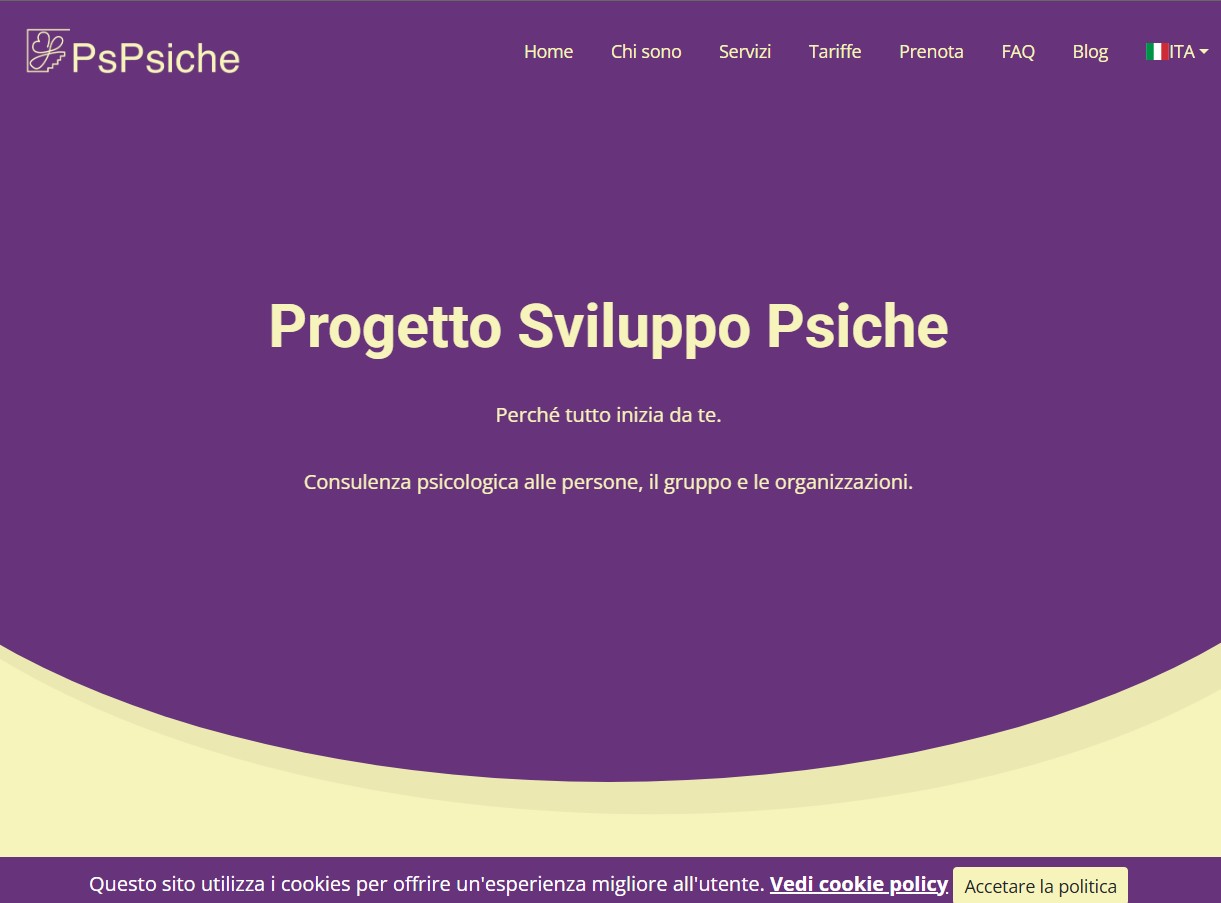 PsPsiche
Home Chi sono Servizi Tariffe Prenota FAQ Blog ITA
Progetto Sviluppo Psiche
Perché tutto inizia da te.
Consulenza psicologica alle persone, il gruppo e le organizzazioni.
Questo sito utilizza i cookies per offrire un'esperienza migliore all'utente. Vedi cookie policy Accetare la politica